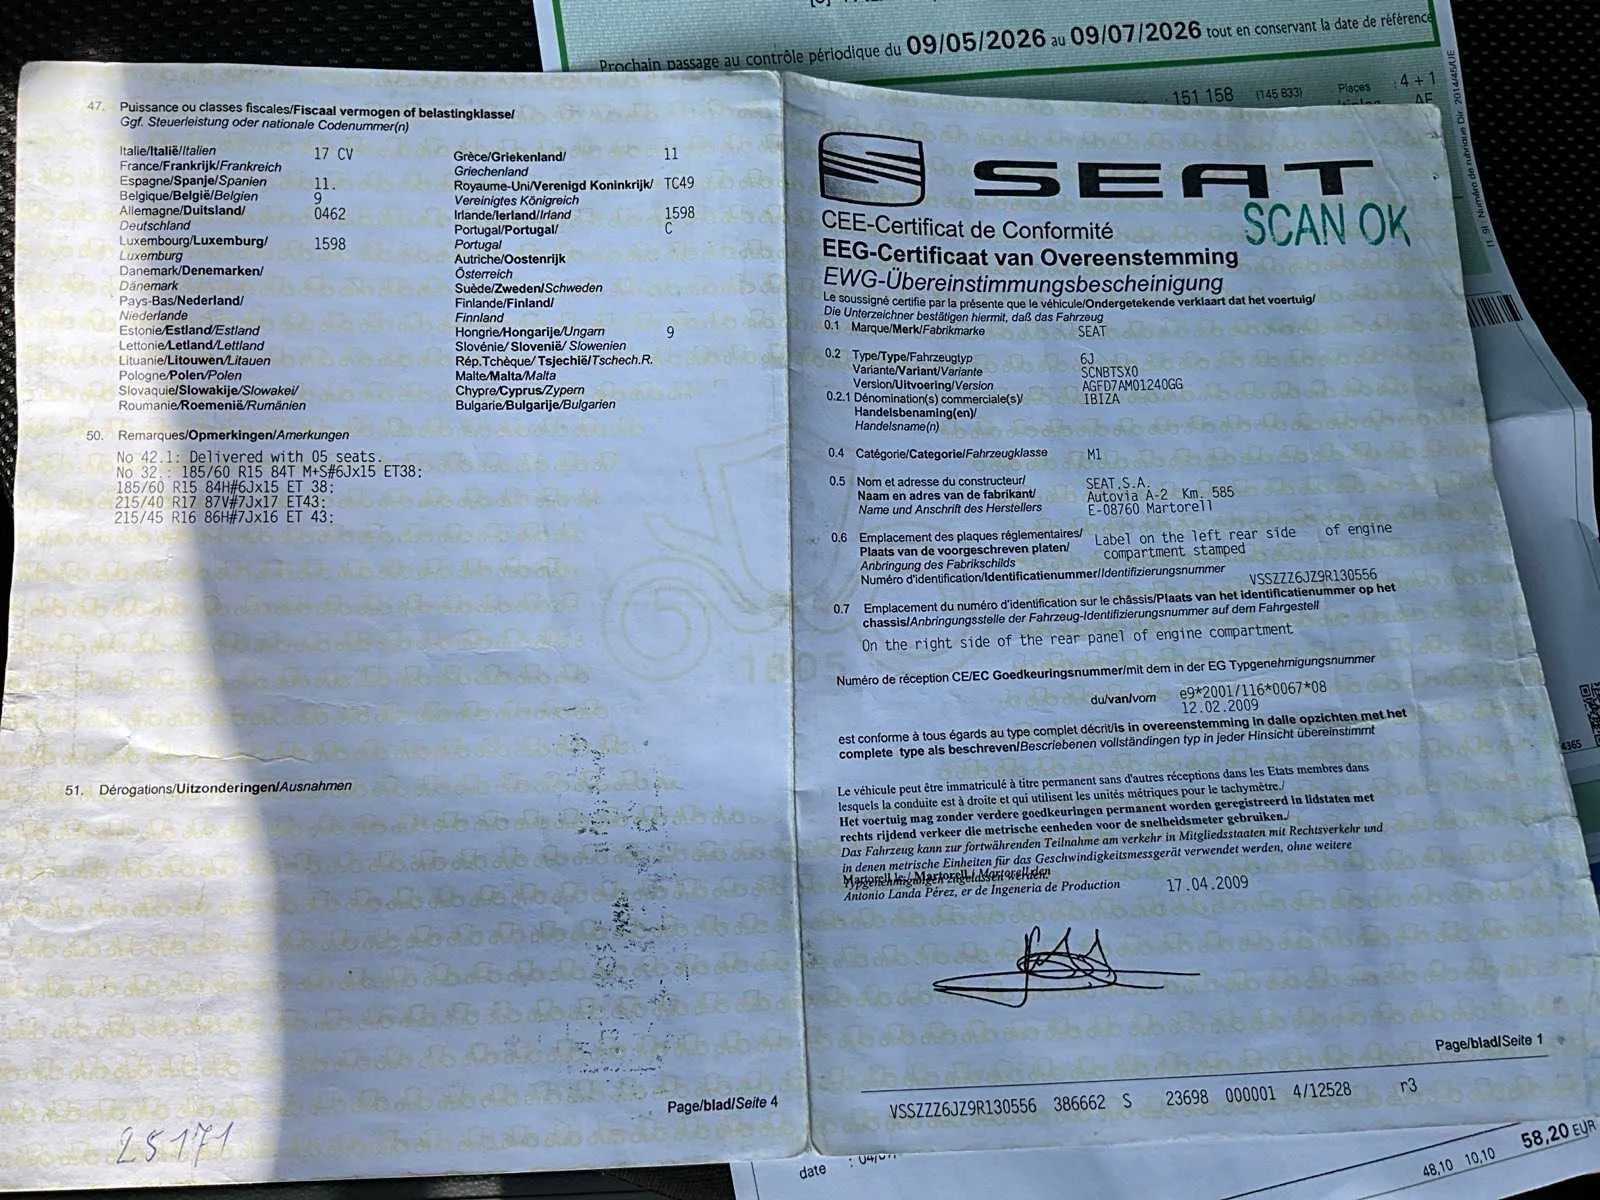 Prochain passage au contrôle périodique du 09/05/2026 au 09/07/2026 tout en conservant la date de référence
151 158 (145 833) Places : 4 + 1
47. Puissance ou classes fiscales/Fiscaal vermogen of belastingklasse/
Ggf. Steuerleistung oder nationale Codenummer(n)
Italie/Italië/Italien 17 CV
France/Frankrijk/Frankreich
Espagne/Spanje/Spanien 11.
Belgique/België/Belgien 9
Allemagne/Duitsland/ 0462
Deutschland
Luxembourg/Luxemburg/ 1598
Luxemburg
Danemark/Denemarken/
Dänemark
Pays-Bas/Nederland/
Niederlande
Estonie/Estland/Estland
Lettonie/Letland/Lettland
Lituanie/Litouwen/Litauen
Pologne/Polen/Polen
Slovaquie/Slowakije/Slowakei/
Roumanie/Roemenië/Rumänien
Grèce/Griekenland/ 11
Griechenland
Royaume-Uni/Verenigd Koninkrijk/ TC49
Vereinigtes Königreich
Irlande/Ierland/Irland 1598
Portugal/Portugal/ C
Portugal
Autriche/Oostenrijk
Österreich
Suède/Zweden/Schweden
Finlande/Finland/
Finnland
Hongrie/Hongarije/Ungarn 9
Slovénie/ Slovenië/ Slowenien
Rép.Tchèque/ Tsjechië/Tschech.R.
Malte/Malta/Malta
Chypre/Cyprus/Zypern
Bulgarie/Bulgarije/Bulgarien
50. Remarques/Opmerkingen/Amerkungen
No 42.1: Delivered with 05 seats.
No 32.: 185/60 R15 84T M+S#6Jx15 ET38:
185/60 R15 84H#6Jx15 ET 38:
215/40 R17 87V#7Jx17 ET43:
215/45 R16 86H#7Jx16 ET 43:
51. Dérogations/Uitzonderingen/Ausnahmen
Page/blad/Seite 4
25171
SEAT
SCAN OK
CEE-Certificat de Conformité
EEG-Certificaat van Overeenstemming
EWG-Übereinstimmungsbescheinigung
Le soussigné certifie par la présente que le véhicule/Ondergetekende verklaart dat het voertuig/
Die Unterzeichner bestätigen hiermit, daß das Fahrzeug
0.1 Marque/Merk/Fabrikmarke SEAT
0.2 Type/Type/Fahrzeugtyp 6J
Variante/Variant/Variante SCNBTSX0
Version/Uitvoering/Version AGFD7AM01240GG
0.2.1 Dénomination(s) commerciale(s)/ IBIZA
Handelsbenaming(en)/
Handelsname(n)
0.4 Catégorie/Categorie/Fahrzeugklasse M1
0.5 Nom et adresse du constructeur/ SEAT.S.A.
Naam en adres van de fabrikant/ Autovia A-2 Km. 585
Name und Anschrift des Herstellers E-08760 Martorell
0.6 Emplacement des plaques réglementaires/ Label on the left rear side of engine
Plaats van de voorgeschreven platen/ compartment stamped
Anbringung des Fabrikschilds
Numéro d'identification/Identificatienummer/Identifizierungsnummer VSSZZZ6JZ9R130556
0.7 Emplacement du numéro d'identification sur le châssis/Plaats van het identificatienummer op het
chassis/Anbringungsstelle der Fahrzeug-Identifizierungsnummer auf dem Fahrgestell
On the right side of the rear panel of engine compartment
Numéro de réception CE/EC Goedkeuringsnummer/mit dem in der EG Typgenehmigungsnummer
du/van/vom e9*2001/116*0067*08
12.02.2009
est conforme à tous égards au type complet décrit/is in overeenstemming in dalle opzichten met het
complete type als beschreven/Bescriebenen vollständingen typ in jeder Hinsicht übereinstimmt
Le véhicule peut être immatriculé à titre permanent sans d'autres réceptions dans les Etats membres dans
lesquels la conduite est à droite et qui utilisent les unités métriques pour le tachymètre./
Het voertuig mag zonder verdere goedkeuringen permanent worden geregistreerd in lidstaten met
rechts rijdend verkeer die metrische eenheden voor de snelheidsmeter gebruiken./
Das Fahrzeug kann zur fortwährenden Teilnahme am verkehr in Mitgliedsstaaten mit Rechtsverkehr und
in denen metrische Einheiten für das Geschwindigkeitsmessgerät verwendet werden, ohne weitere
Typgenehmigungen zugelassen werden.
Martorell le:/ Martorell / Martorell den
Antonio Landa Pérez, er de Ingeneria de Production 17.04.2009
Page/blad/Seite 1
VSSZZZ6JZ9R130556 386662 S 23698 000001 4/12528 r3
date :
48,10 10,10 58,20 EUR
4365